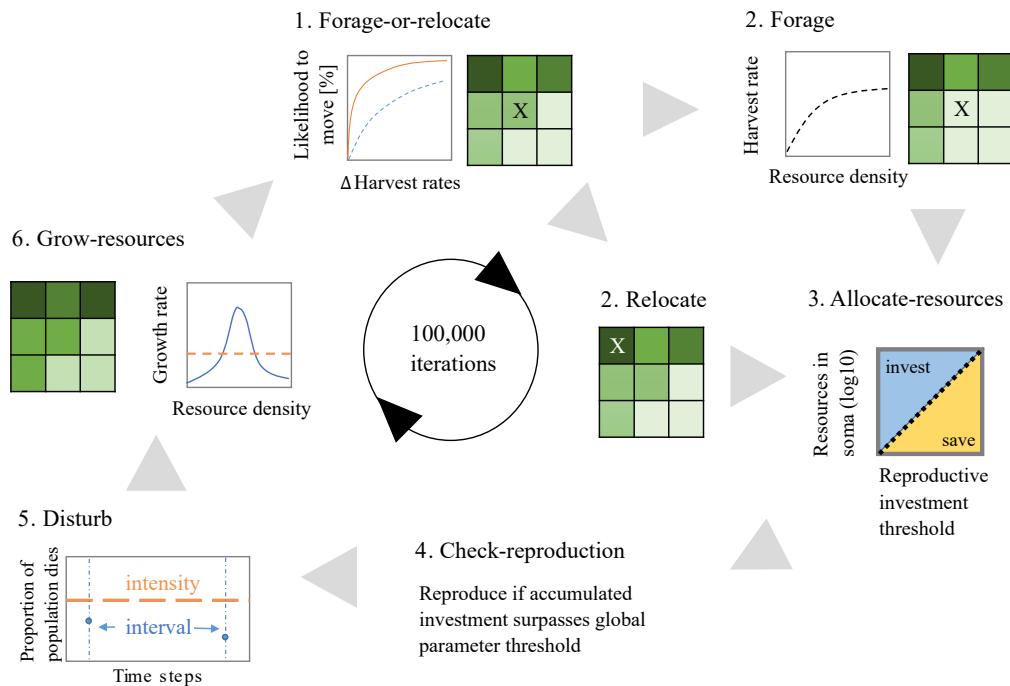 1. Forage-or-relocate
Likelihood to
move [%]
Δ Harvest rates
X
2. Forage
Harvest rate
Resource density
X
2. Relocate
X
3. Allocate-resources
Resources in
soma (log10)
invest
save
Reproductive
investment
threshold
4. Check-reproduction
Reproduce if accumulated
investment surpasses global
parameter threshold
5. Disturb
Proportion of
population dies
intensity
interval
Time steps
6. Grow-resources
Growth rate
Resource density
100,000
iterations